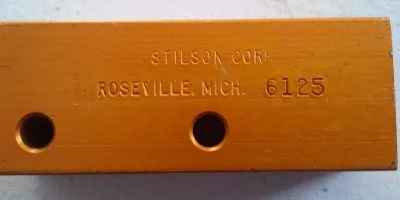 STILSON CORP
ROSEVILLE, MICH. 6125